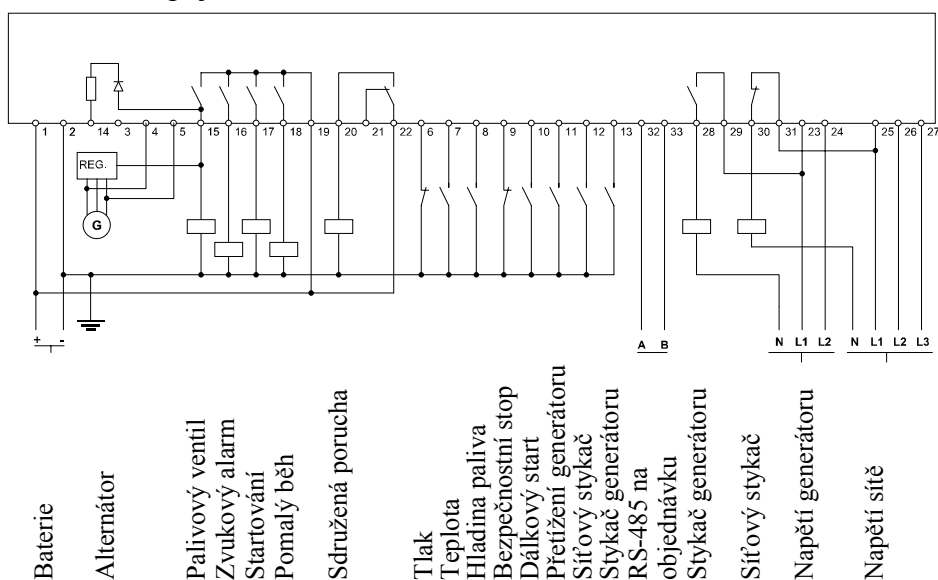 1 2 14 3 4 5 15 16 17 18 19 20 21 22 6 7 8 9 10 11 12 13 32 33 28 29 30 31 23 24 25 26 27
REG.
G
+ -
A B
N L1 L2
N L1 L2 L3
Baterie
Alternátor
Palivový ventil
Zvukový alarm
Startování
Pomalý běh
Sdružená porucha
Tlak
Teplota
Hladina paliva
Bezpečnostní stop
Dálkový start
Přetížení generátoru
Síťový stykač
Stykač generátoru
RS-485 na
objednávku
Stykač generátoru
Síťový stykač
Napětí generátoru
Napětí sítě